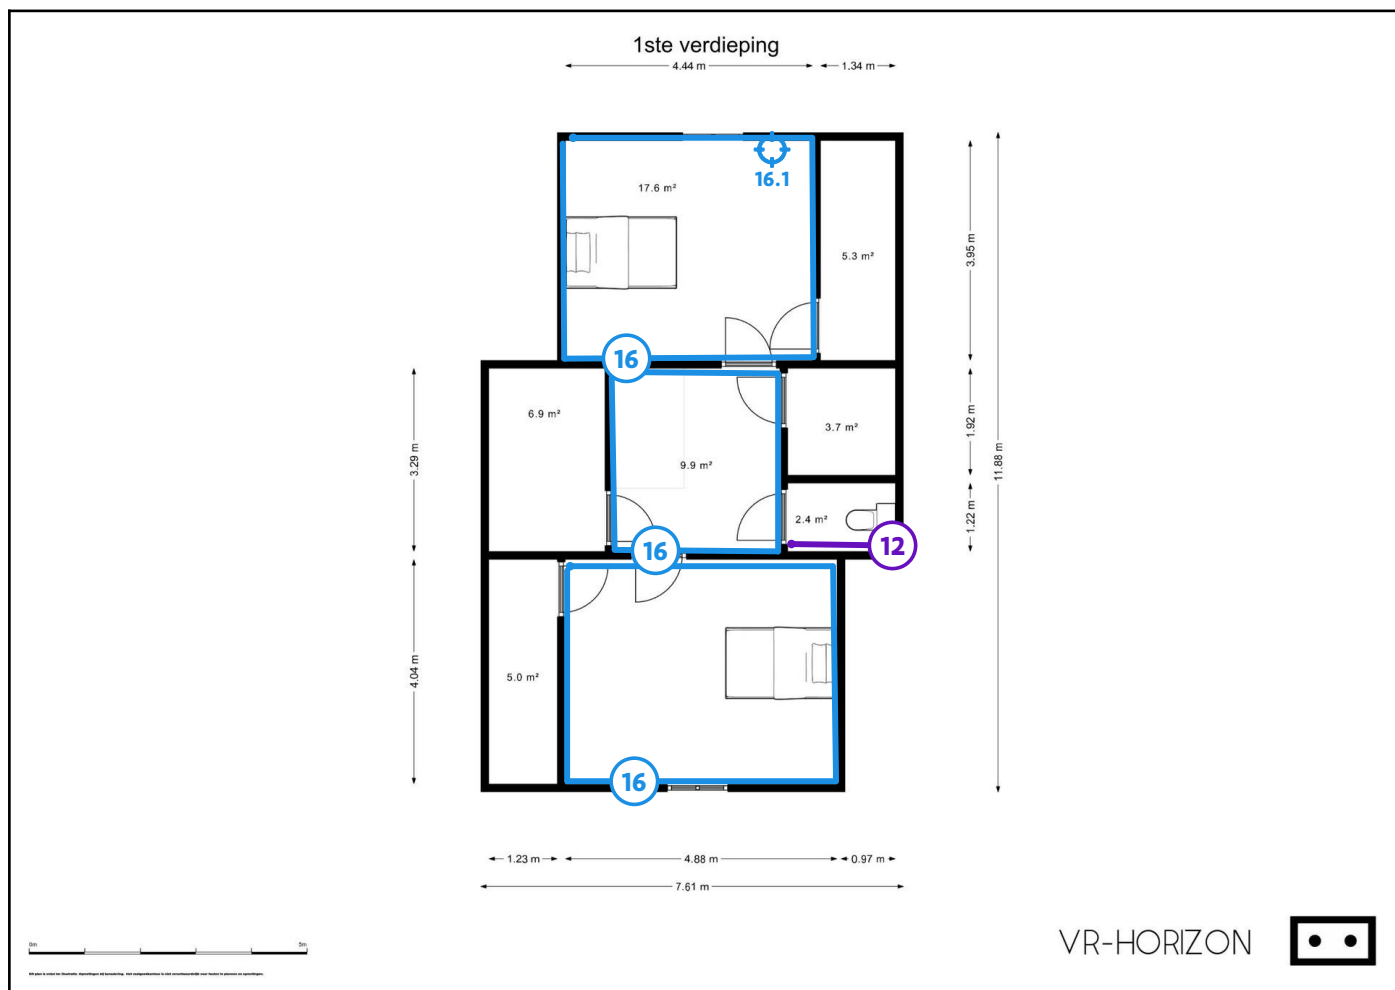 1ste verdieping
4.44 m
1.34 m
16.1
17.6 m²
5.3 m²
3.95 m
16
6.9 m²
3.7 m²
1.92 m
3.29 m
9.9 m²
11.88 m
2.4 m²
1.22 m
16
12
4.04 m
5.0 m²
16
1.23 m
4.88 m
0.97 m
7.61 m
0m
5m
VR-HORIZON